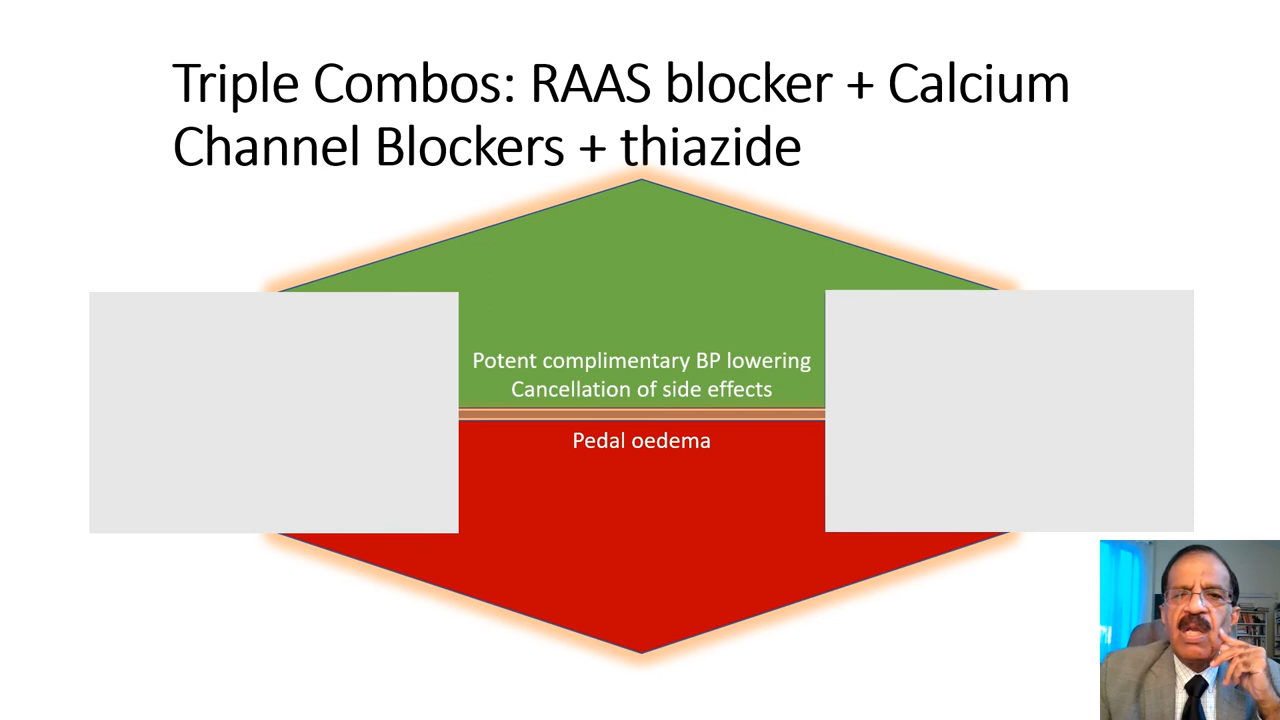 Triple Combos: RAAS blocker + Calcium
Channel Blockers + thiazide
Potent complimentary BP lowering
Cancellation of side effects
Pedal oedema